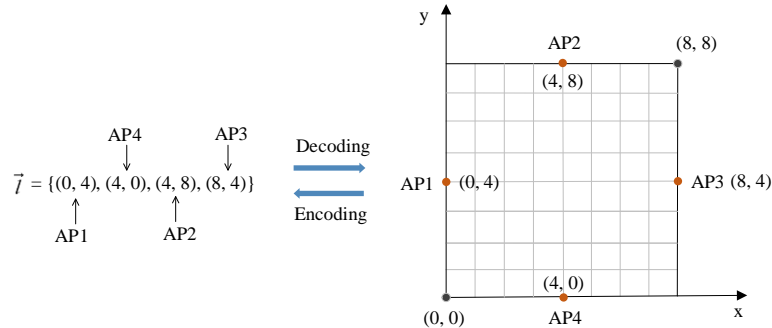 y
AP2
(8, 8)
(4, 8)
AP4
AP3
Decoding
l = {(0, 4), (4, 0), (4, 8), (8, 4)}
AP1
(0, 4)
AP3 (8, 4)
Encoding
AP1
AP2
(4, 0)
(0, 0)
AP4
x